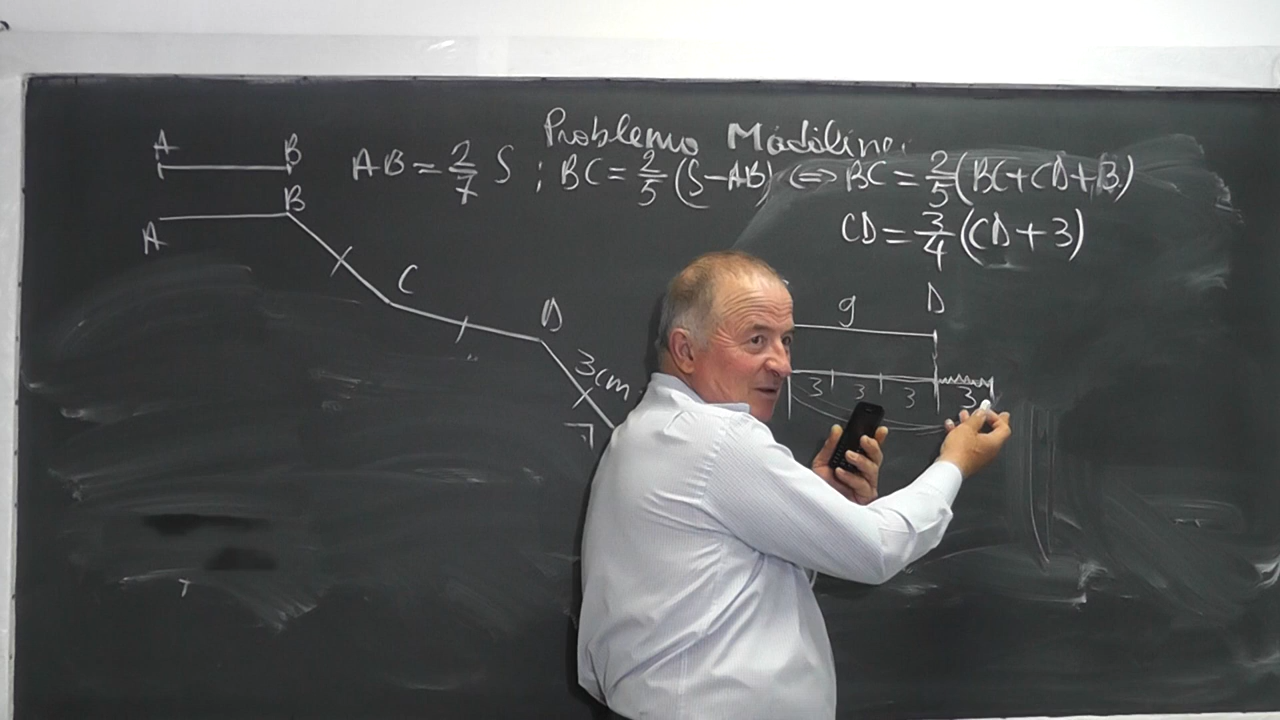 Problema Mădălinei
A B AB = 2/7 S ; BC = 2/5 (S-AB) ⇔ BC = 2/5 (BC+CD+3)
A B CD = 3/4 (CD+3)
C
D 9 D
3cm 3 3 3 3